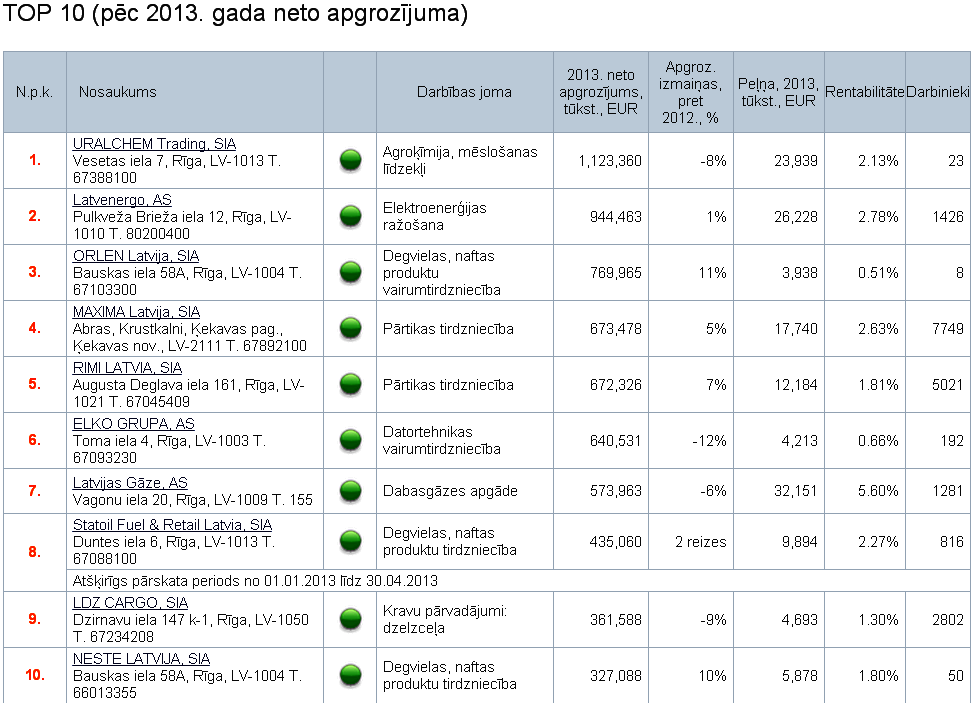 TOP 10 (pēc 2013. gada neto apgrozījuma)
N.p.k.
Nosaukums
Darbības joma
2013. neto
apgrozījums,
tūkst., EUR
Apgroz.
izmaiņas,
pret
2012., %
Peļņa, 2013,
tūkst., EUR
Rentabilitāte
Darbinieki
1.
URALCHEM Trading, SIA
Vesetas iela 7, Rīga, LV-1013 T.
67388100
Agroķīmija, mēslošanas
līdzekļi
1,123,360
-8%
23,939
2.13%
23
2.
Latvenergo, AS
Pulkveža Brieža iela 12, Rīga, LV-
1010 T. 80200400
Elektroenerģijas
ražošana
944,463
1%
26,228
2.78%
1426
3.
ORLEN Latvija, SIA
Bauskas iela 58A, Rīga, LV-1004 T.
67103300
Degvielas, naftas
produktu
vairumtirdzniecība
769,965
11%
3,938
0.51%
8
4.
MAXIMA Latvija, SIA
Abras, Krustkalni, Ķekavas pag.,
Ķekavas nov., LV-2111 T. 67892100
Pārtikas tirdzniecība
673,478
5%
17,740
2.63%
7749
5.
RIMI LATVIA, SIA
Augusta Deglava iela 161, Rīga, LV-
1021 T. 67045409
Pārtikas tirdzniecība
672,326
7%
12,184
1.81%
5021
6.
ELKO GRUPA, AS
Toma iela 4, Rīga, LV-1003 T.
67093230
Datortehnikas
vairumtirdzniecība
640,531
-12%
4,213
0.66%
192
7.
Latvijas Gāze, AS
Vagonu iela 20, Rīga, LV-1009 T. 155
Dabasgāzes apgāde
573,963
-6%
32,151
5.60%
1281
8.
Statoil Fuel & Retail Latvia, SIA
Duntes iela 6, Rīga, LV-1013 T.
67088100
Degvielas, naftas
produktu tirdzniecība
435,060
2 reizes
9,894
2.27%
816
Atšķirīgs pārskata periods no 01.01.2013 līdz 30.04.2013
9.
LDZ CARGO, SIA
Dzirnavu iela 147 k-1, Rīga, LV-1050
T. 67234208
Kravu pārvadājumi:
dzelzceļa
361,588
-9%
4,693
1.30%
2802
10.
NESTE LATVIJA, SIA
Bauskas iela 58A, Rīga, LV-1004 T.
66013355
Degvielas, naftas
produktu tirdzniecība
327,088
10%
5,878
1.80%
50